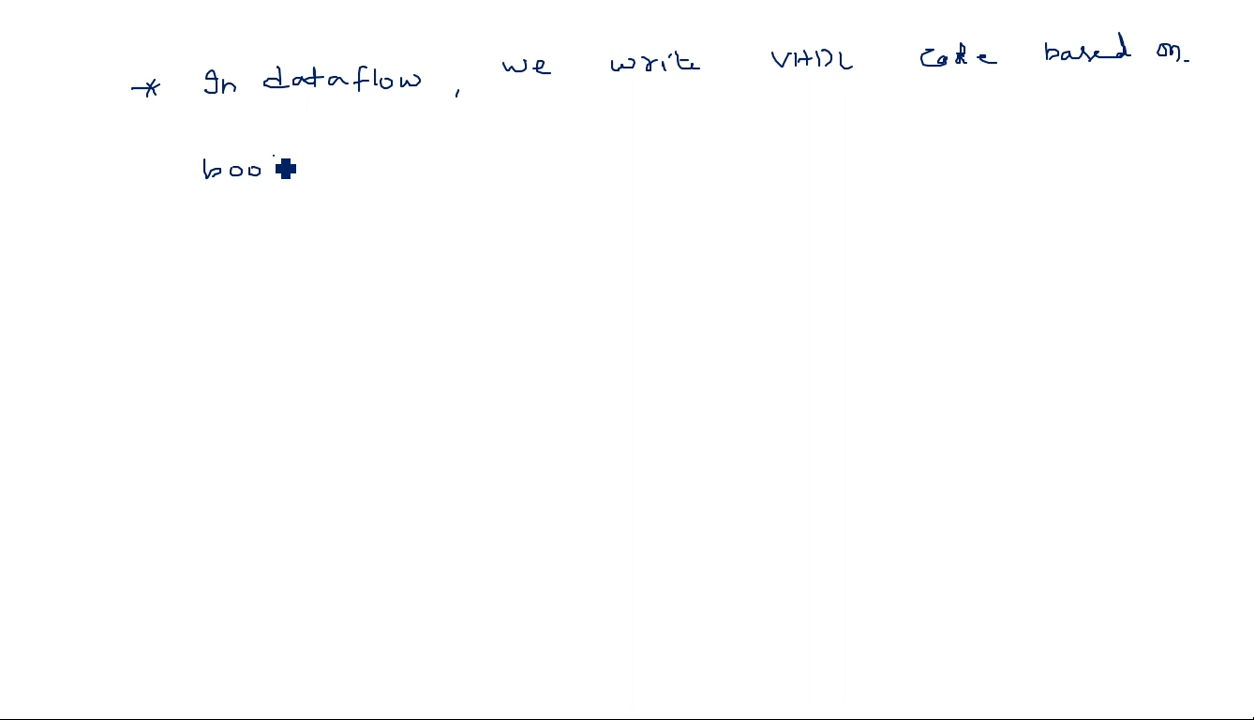 * In dataflow, we write VHDL code based on
boo